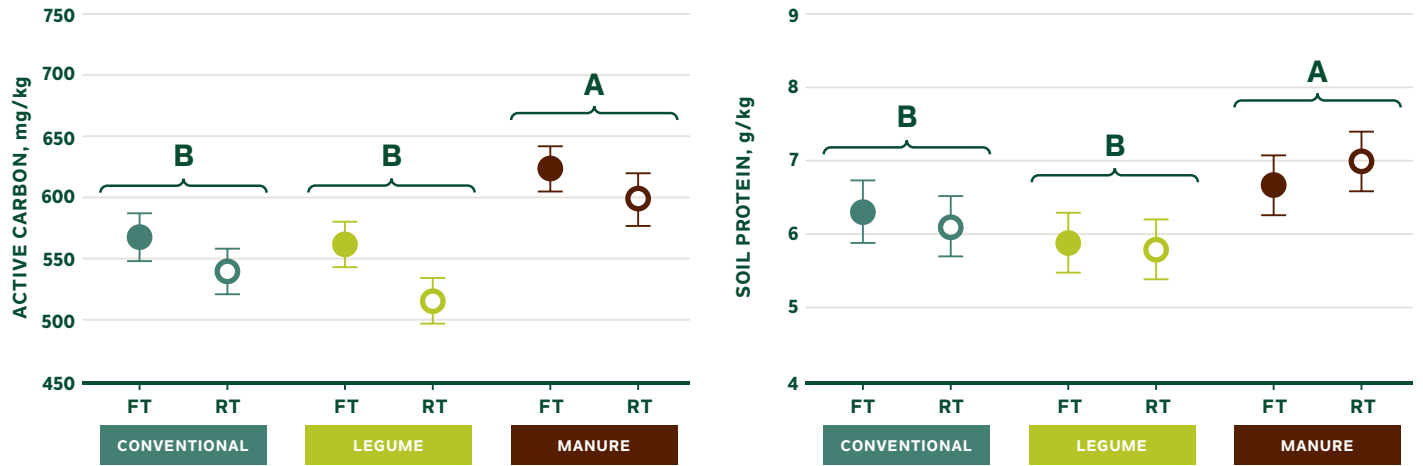 ACTIVE CARBON, mg/kg
750
700
650
600
550
500
450
B
B
A
FT
RT
FT
RT
FT
RT
CONVENTIONAL
LEGUME
MANURE
SOIL PROTEIN, g/kg
9
8
7
6
5
4
B
B
A
FT
RT
FT
RT
FT
RT
CONVENTIONAL
LEGUME
MANURE